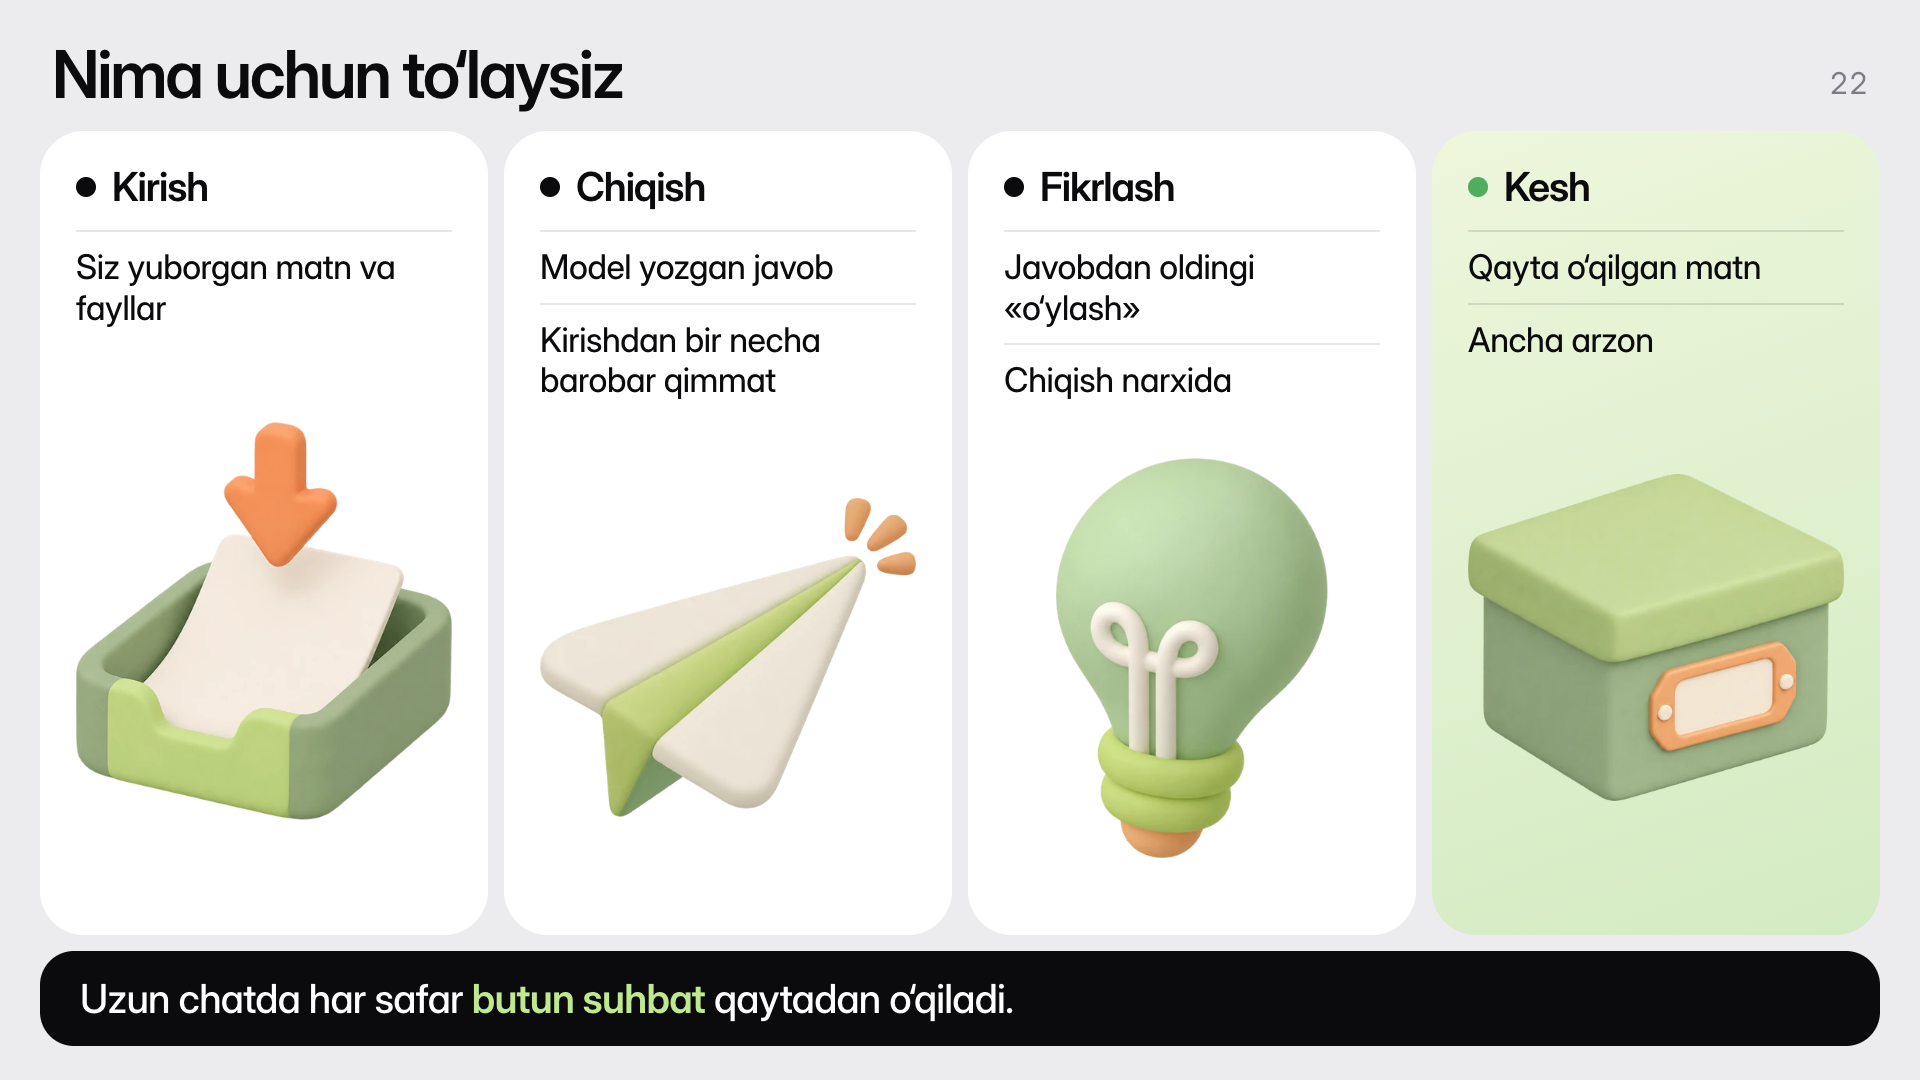 Nima uchun to‘laysiz
22
Kirish
Siz yuborgan matn va
fayllar
Chiqish
Model yozgan javob
Kirishdan bir necha
barobar qimmat
Fikrlash
Javobdan oldingi
«o‘ylash»
Chiqish narxida
Kesh
Qayta o‘qilgan matn
Ancha arzon
Uzun chatda har safar butun suhbat qaytadan o‘qiladi.